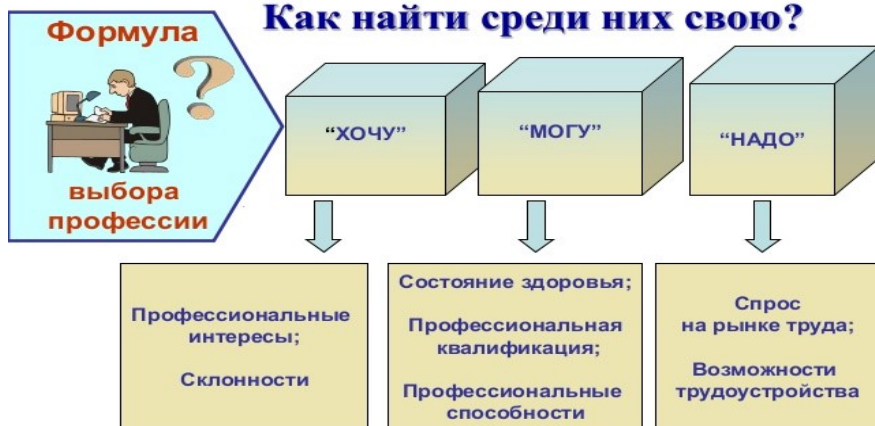 Как найти среди них свою?
Формула
выбора
профессии
“ХОЧУ”
“МОГУ”
“НАДО”
Профессиональные
интересы;
Склонности
Состояние здоровья;
Профессиональная
квалификация;
Профессиональные
способности
Спрос
на рынке труда;
Возможности
трудоустройства